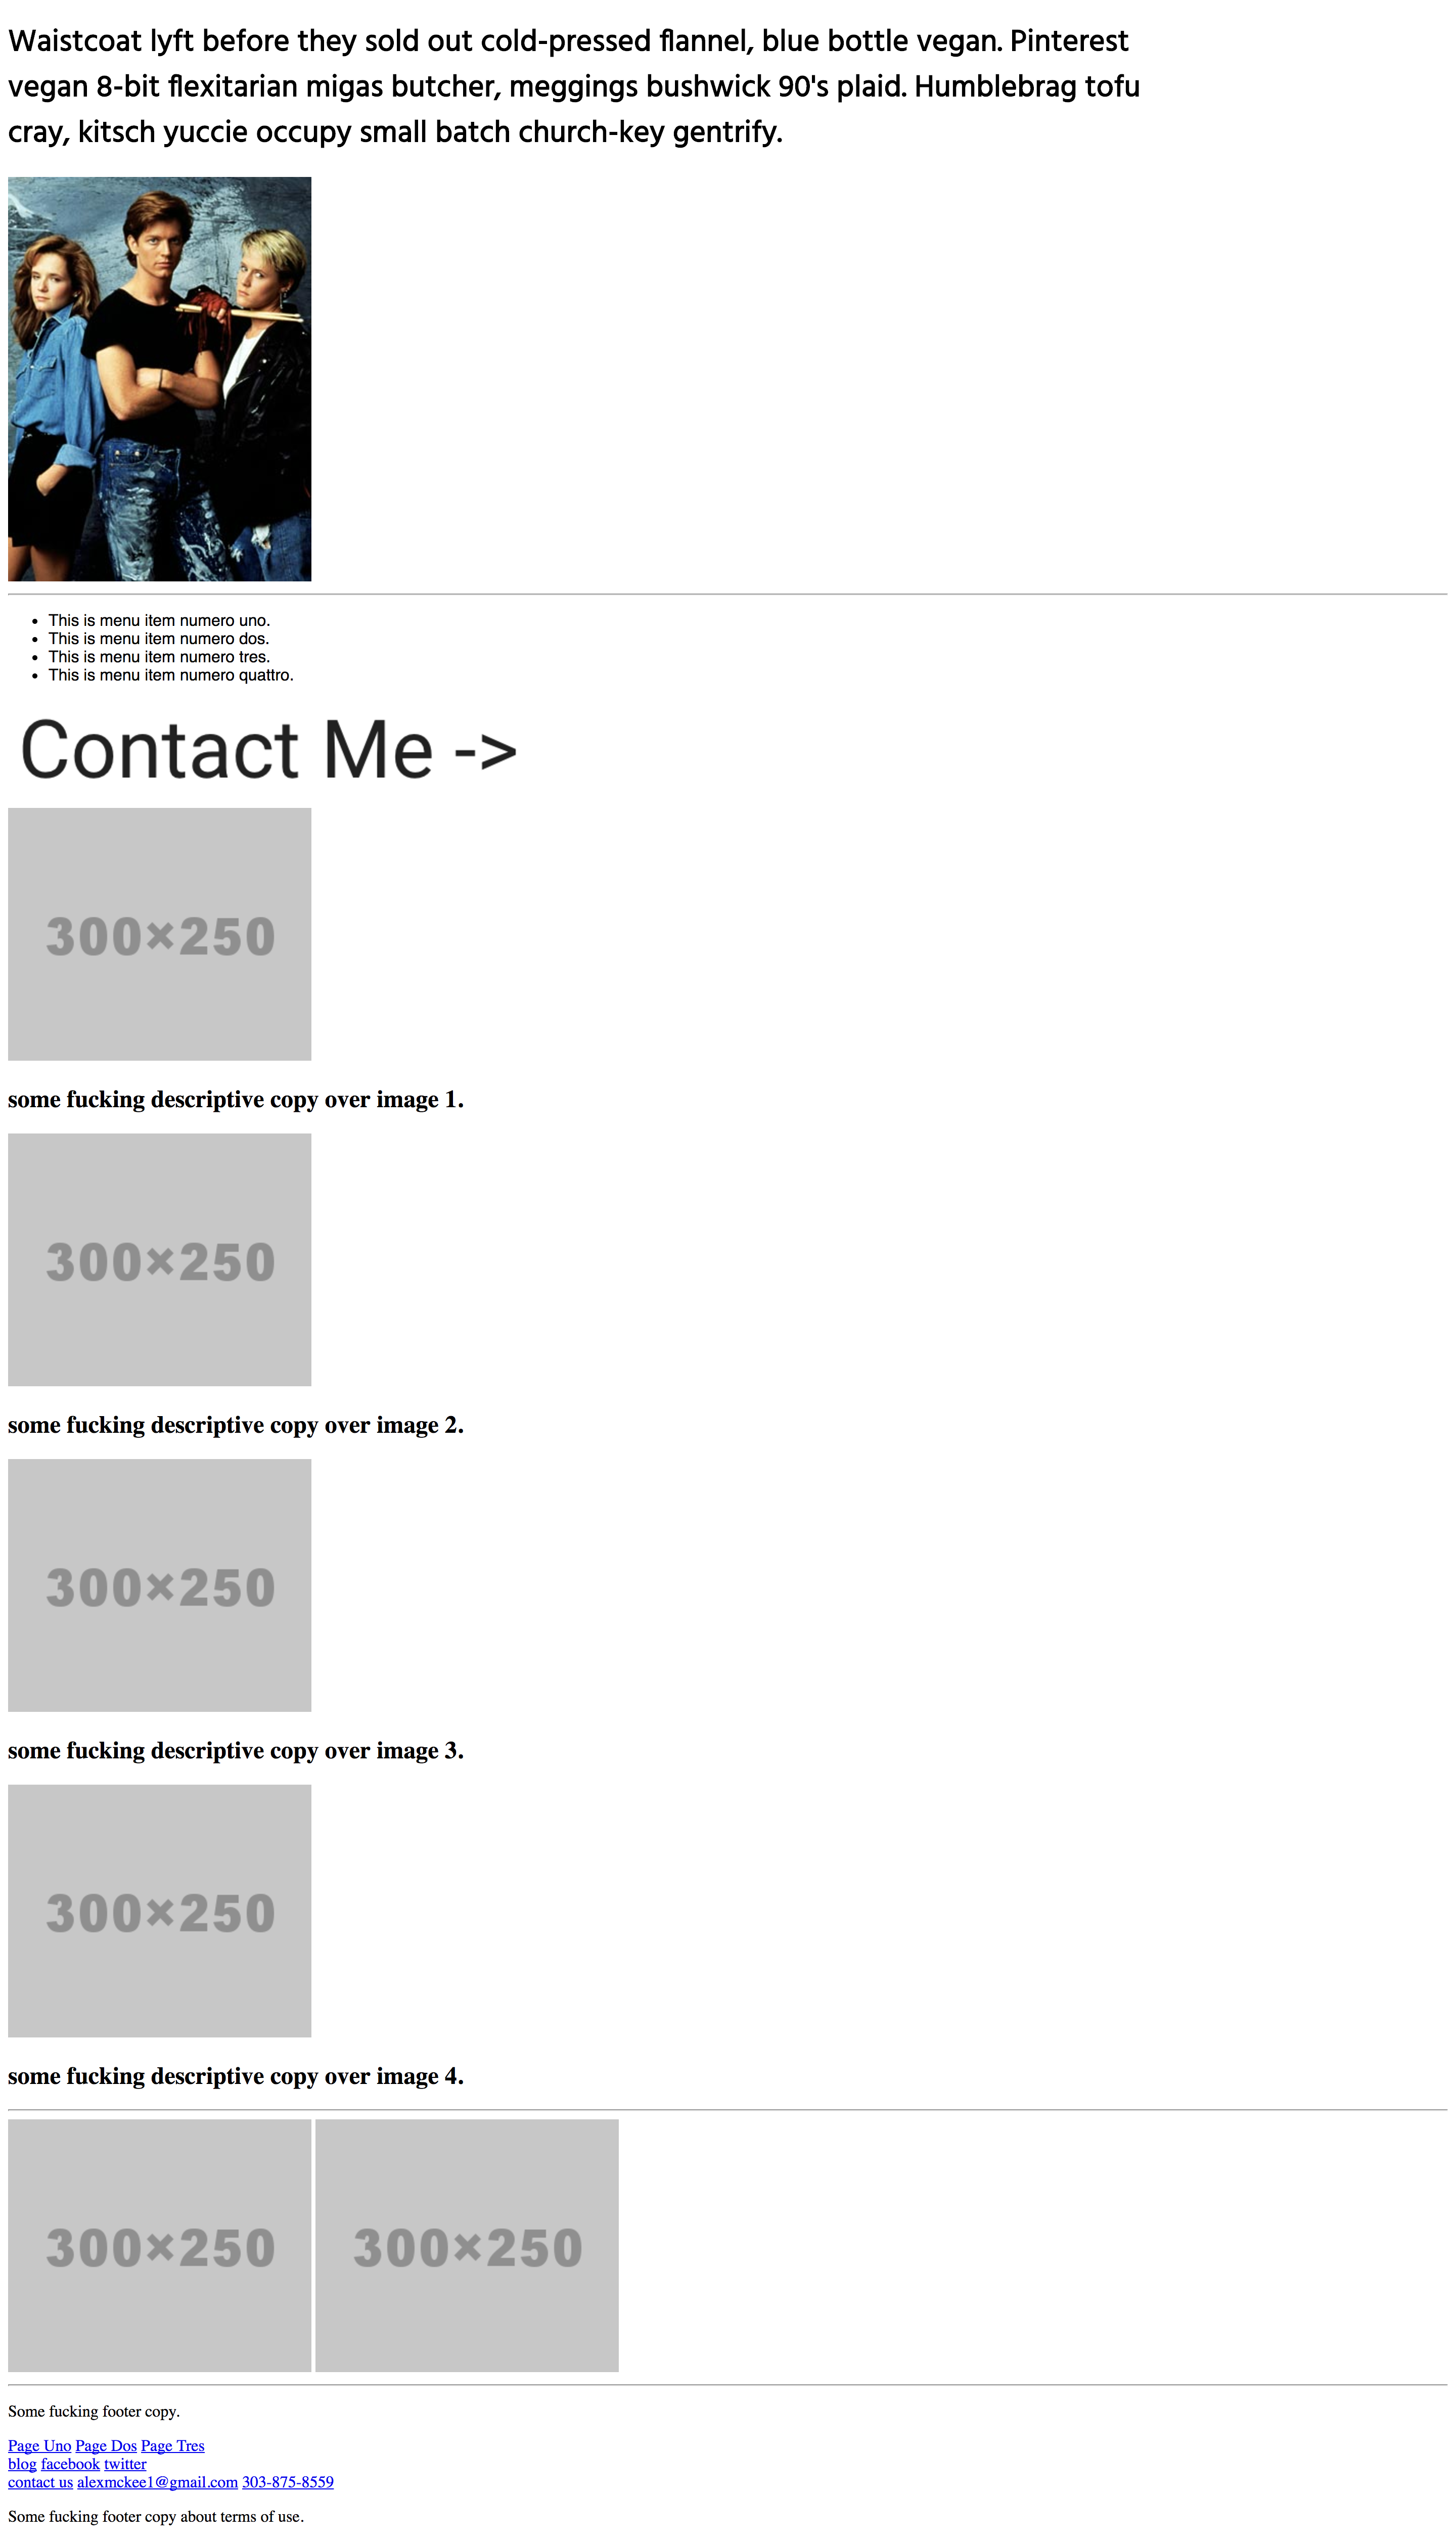 Waistcoat lyft before they sold out cold-pressed flannel, blue bottle vegan. Pinterest
vegan 8-bit flexitarian migas butcher, meggings bushwick 90's plaid. Humblebrag tofu
cray, kitsch yuccie occupy small batch church-key gentrify.
• This is menu item numero uno.
• This is menu item numero dos.
• This is menu item numero tres.
• This is menu item numero quattro.
Contact Me ->
300×250
some fucking descriptive copy over image 1.
300×250
some fucking descriptive copy over image 2.
300×250
some fucking descriptive copy over image 3.
300×250
some fucking descriptive copy over image 4.
300×250 300×250
Some fucking footer copy.
Page Uno Page Dos Page Tres
blog facebook twitter
contact us alexmckee1@gmail.com 303-875-8559
Some fucking footer copy about terms of use.